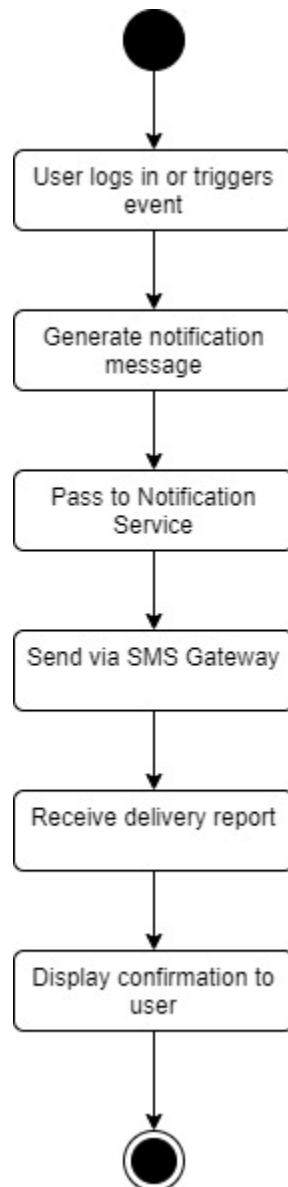 User logs in or triggers
event
Generate notification
message
Pass to Notification
Service
Send via SMS Gateway
Receive delivery report
Display confirmation to
user